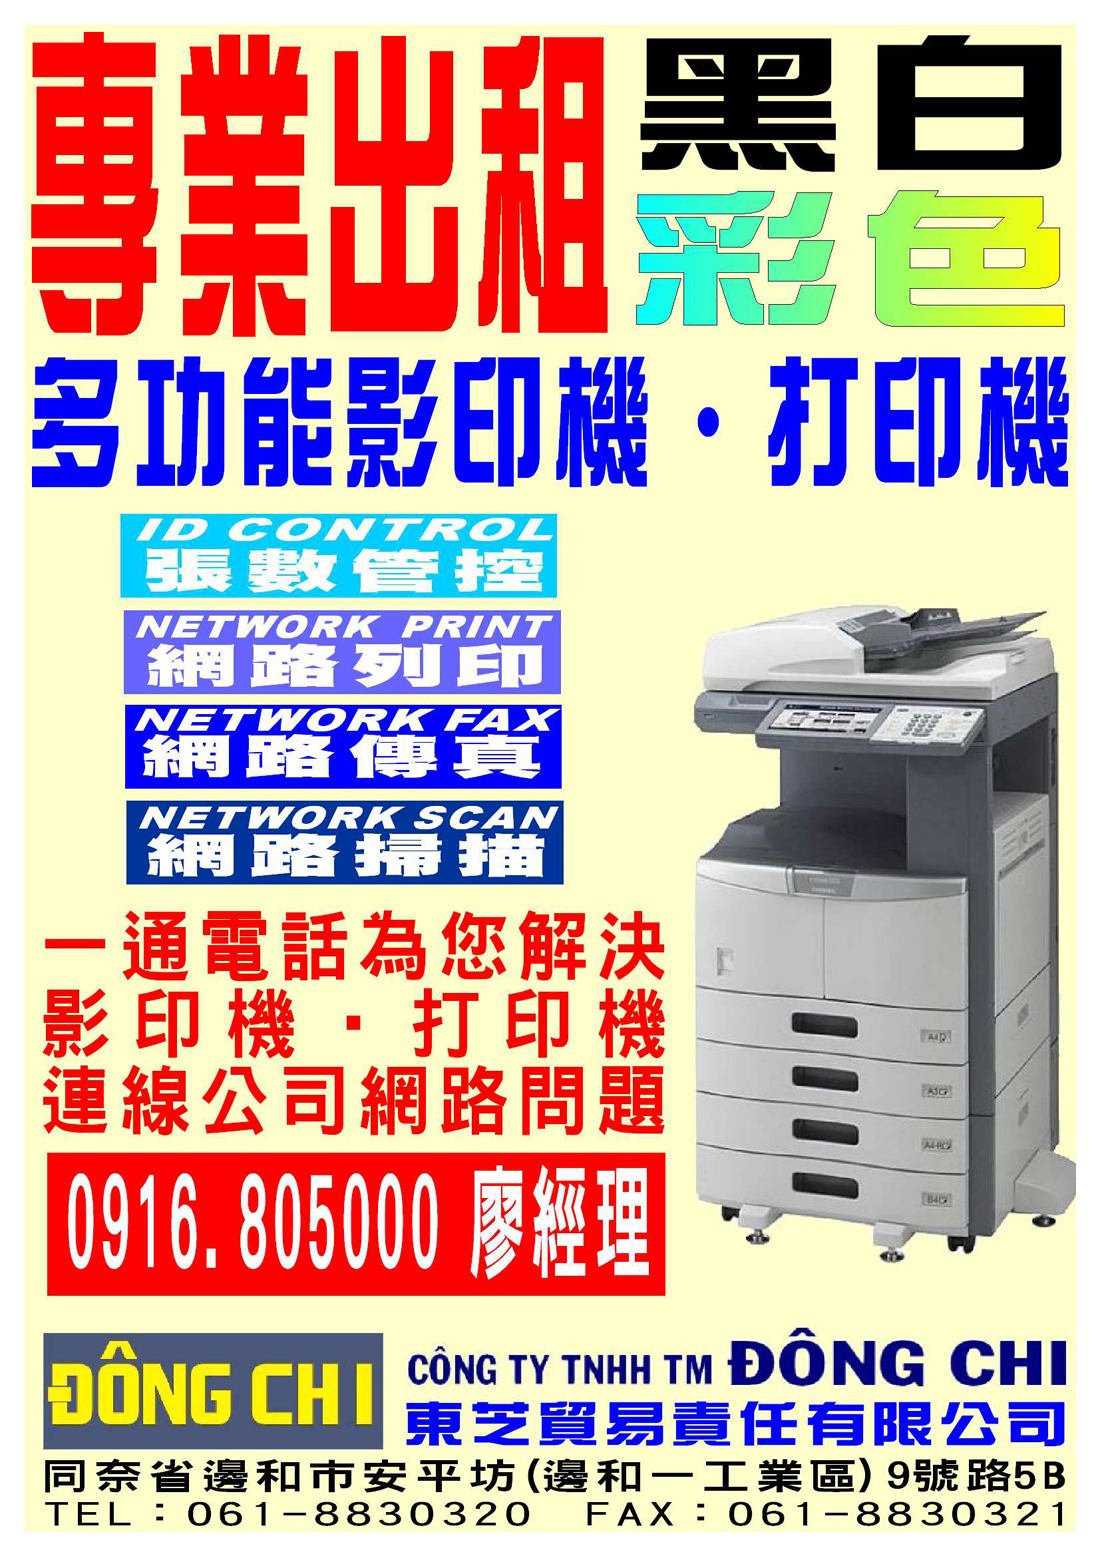 專業出租
黑白
彩色
多功能影印機·打印機
ID CONTROL
張數管控
NETWORK PRINT
網路列印
NETWORK FAX
網路傳真
NETWORK SCAN
網路掃描
一通電話為您解決
影印機·打印機
連線公司網路問題
0916.805000 廖經理
A4
A3
A4-R
B4
ĐÔNG CHI
CÔNG TY TNHH TM ĐÔNG CHI
東芝貿易責任有限公司
同奈省邊和市安平坊(邊和一工業區)9號路5B
TEL:061-8830320 FAX:061-8830321